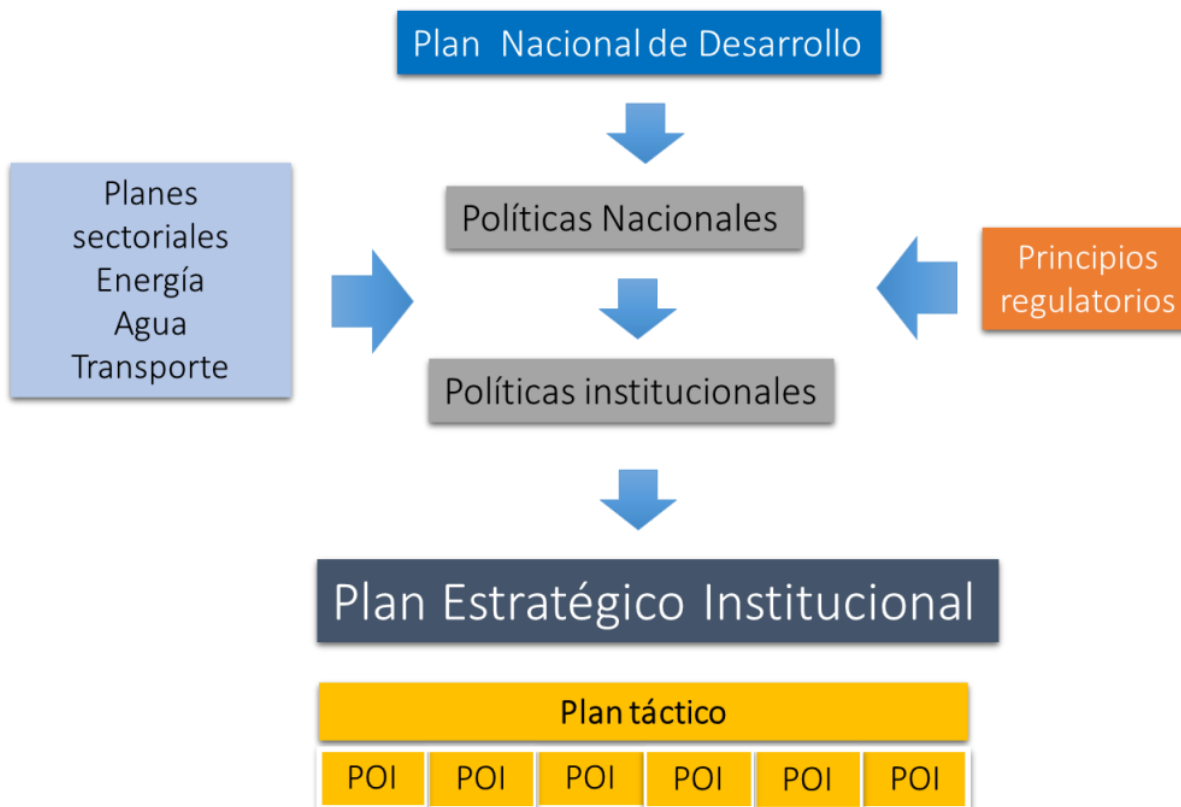 Plan Nacional de Desarrollo
Planes
sectoriales
Energía
Agua
Transporte
Políticas Nacionales
Principios
regulatorios
Políticas institucionales
Plan Estratégico Institucional
Plan táctico
POI POI POI POI POI POI